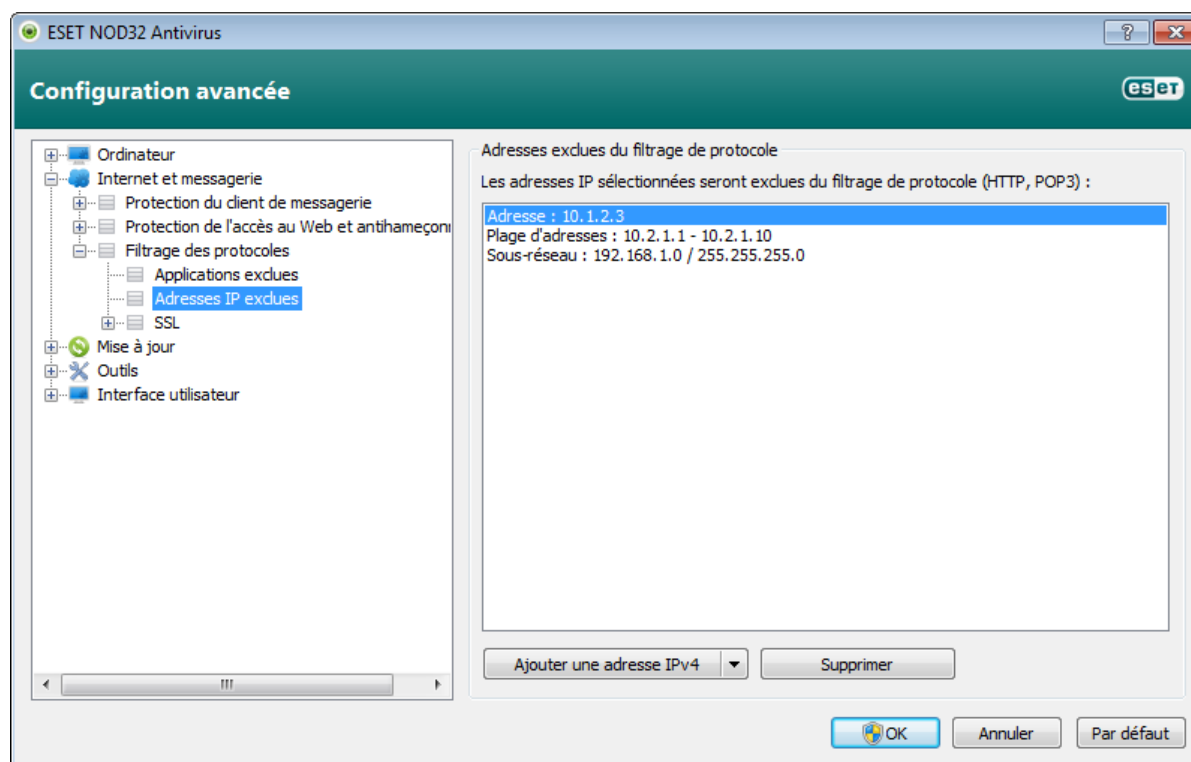 ESET NOD32 Antivirus
?
Configuration avancée
eseT
Ordinateur
Internet et messagerie
Protection du client de messagerie
Protection de l'accès au Web et antihameçon
Filtrage des protocoles
Applications exclues
Adresses IP exclues
SSL
Mise à jour
Outils
Interface utilisateur
Adresses exclues du filtrage de protocole
Les adresses IP sélectionnées seront exclues du filtrage de protocole (HTTP, POP3) :
Adresse : 10.1.2.3
Plage d'adresses : 10.2.1.1 - 10.2.1.10
Sous-réseau : 192.168.1.0 / 255.255.255.0
Ajouter une adresse IPv4
Supprimer
OK
Annuler
Par défaut